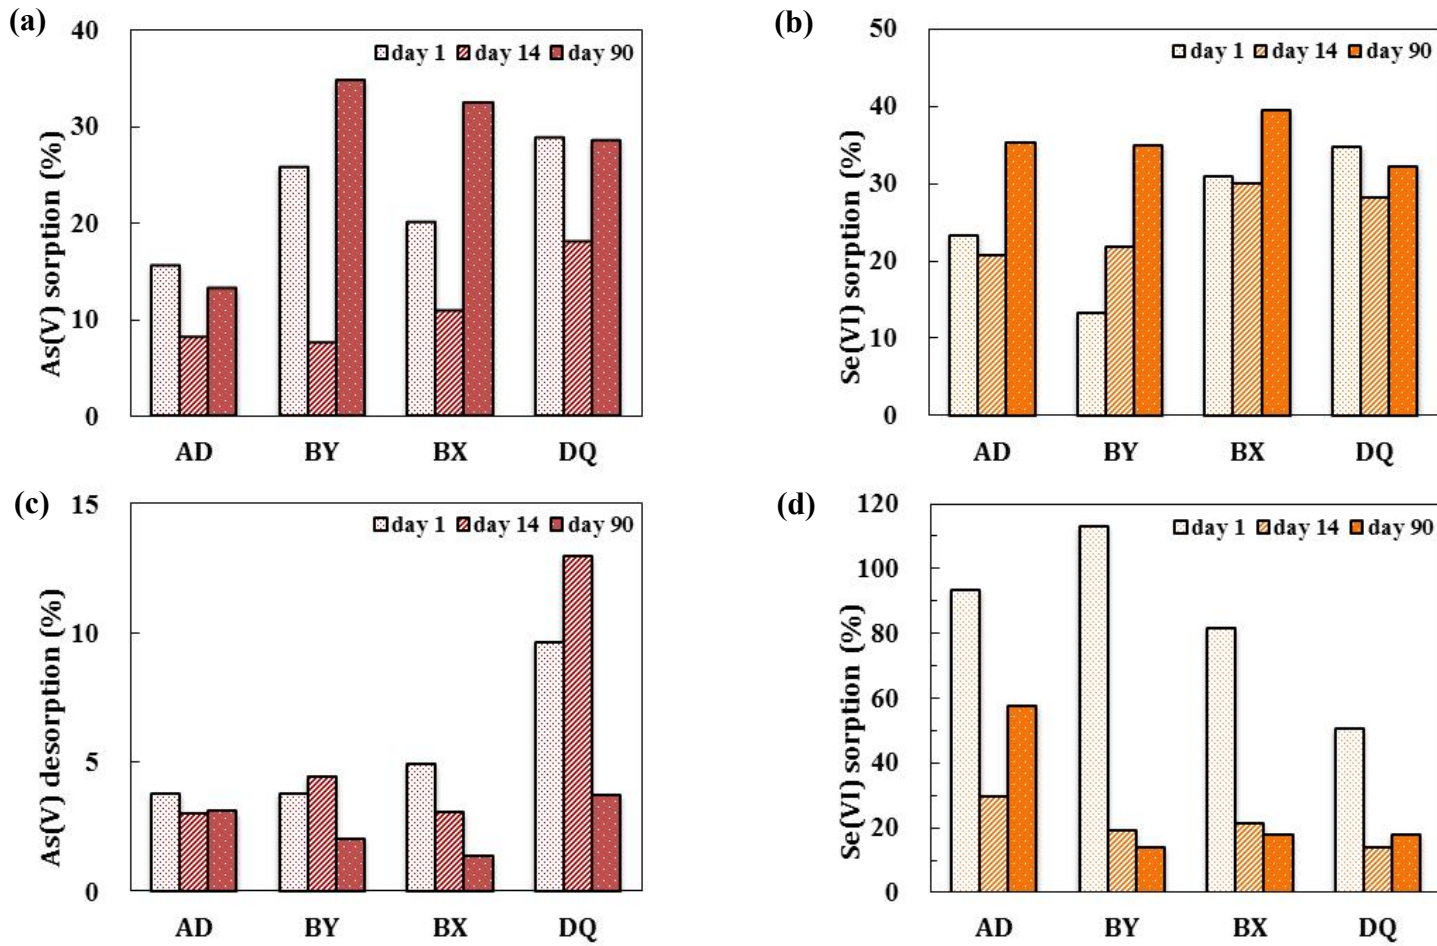 (a)
As(V) sorption (%)
40
30
20
10
0
day 1 day 14 day 90
AD BY BX DQ
(b)
Se(VI) sorption (%)
50
40
30
20
10
0
day 1 day 14 day 90
AD BY BX DQ
(c)
As(V) desorption (%)
15
10
5
0
day 1 day 14 day 90
AD BY BX DQ
(d)
Se(VI) sorption (%)
120
100
80
60
40
20
0
day 1 day 14 day 90
AD BY BX DQ